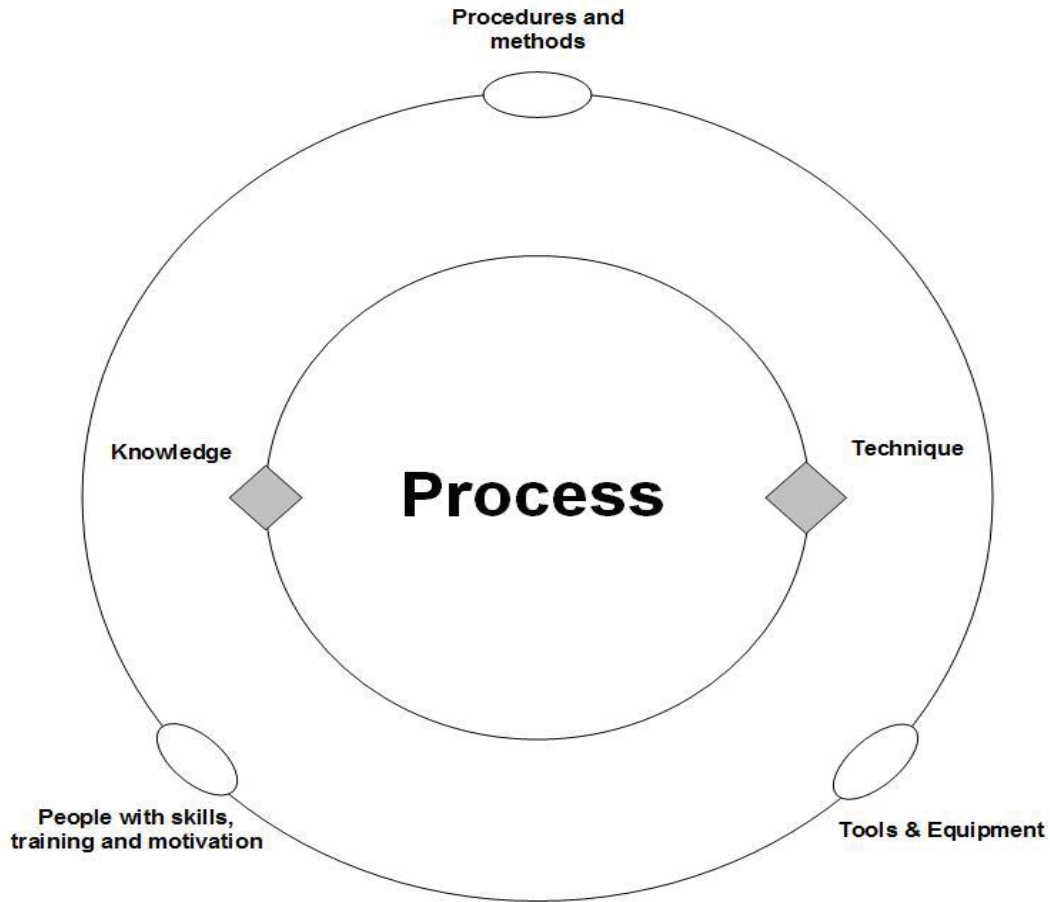 Procedures and
methods
Knowledge
Technique
Process
People with skills,
training and motivation
Tools & Equipment